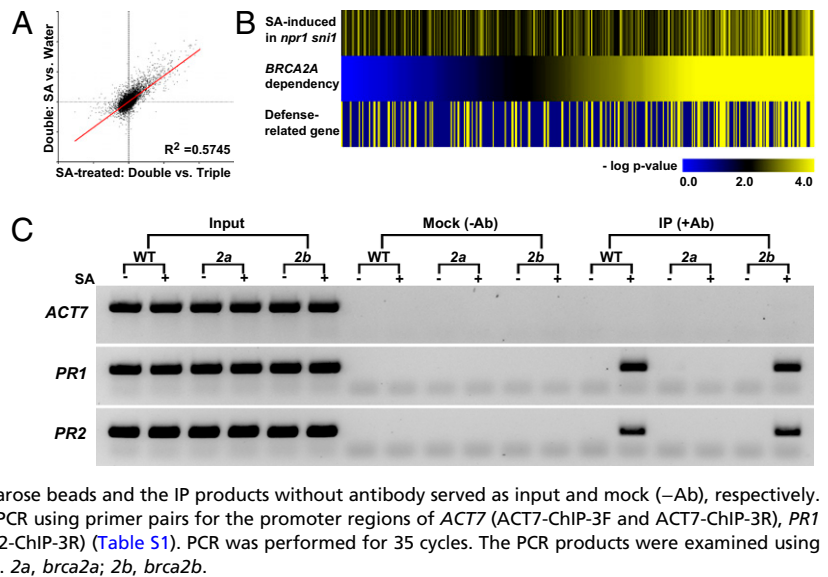 A
Double: SA vs. Water
R² =0.5745
SA-treated: Double vs. Triple
B
SA-induced
in npr1 sni1
BRCA2A
dependency
Defense-
related gene
- log p-value
0.0 2.0 4.0
C
Input Mock (-Ab) IP (+Ab)
WT 2a 2b WT 2a 2b WT 2a 2b
SA - + - + - + - + - + - + - + - + - +
ACT7
PR1
PR2
arose beads and the IP products without antibody served as input and mock (−Ab), respectively.
PCR using primer pairs for the promoter regions of ACT7 (ACT7-ChIP-3F and ACT7-ChIP-3R), PR1
2-ChIP-3R) (Table S1). PCR was performed for 35 cycles. The PCR products were examined using
. 2a, brca2a; 2b, brca2b.